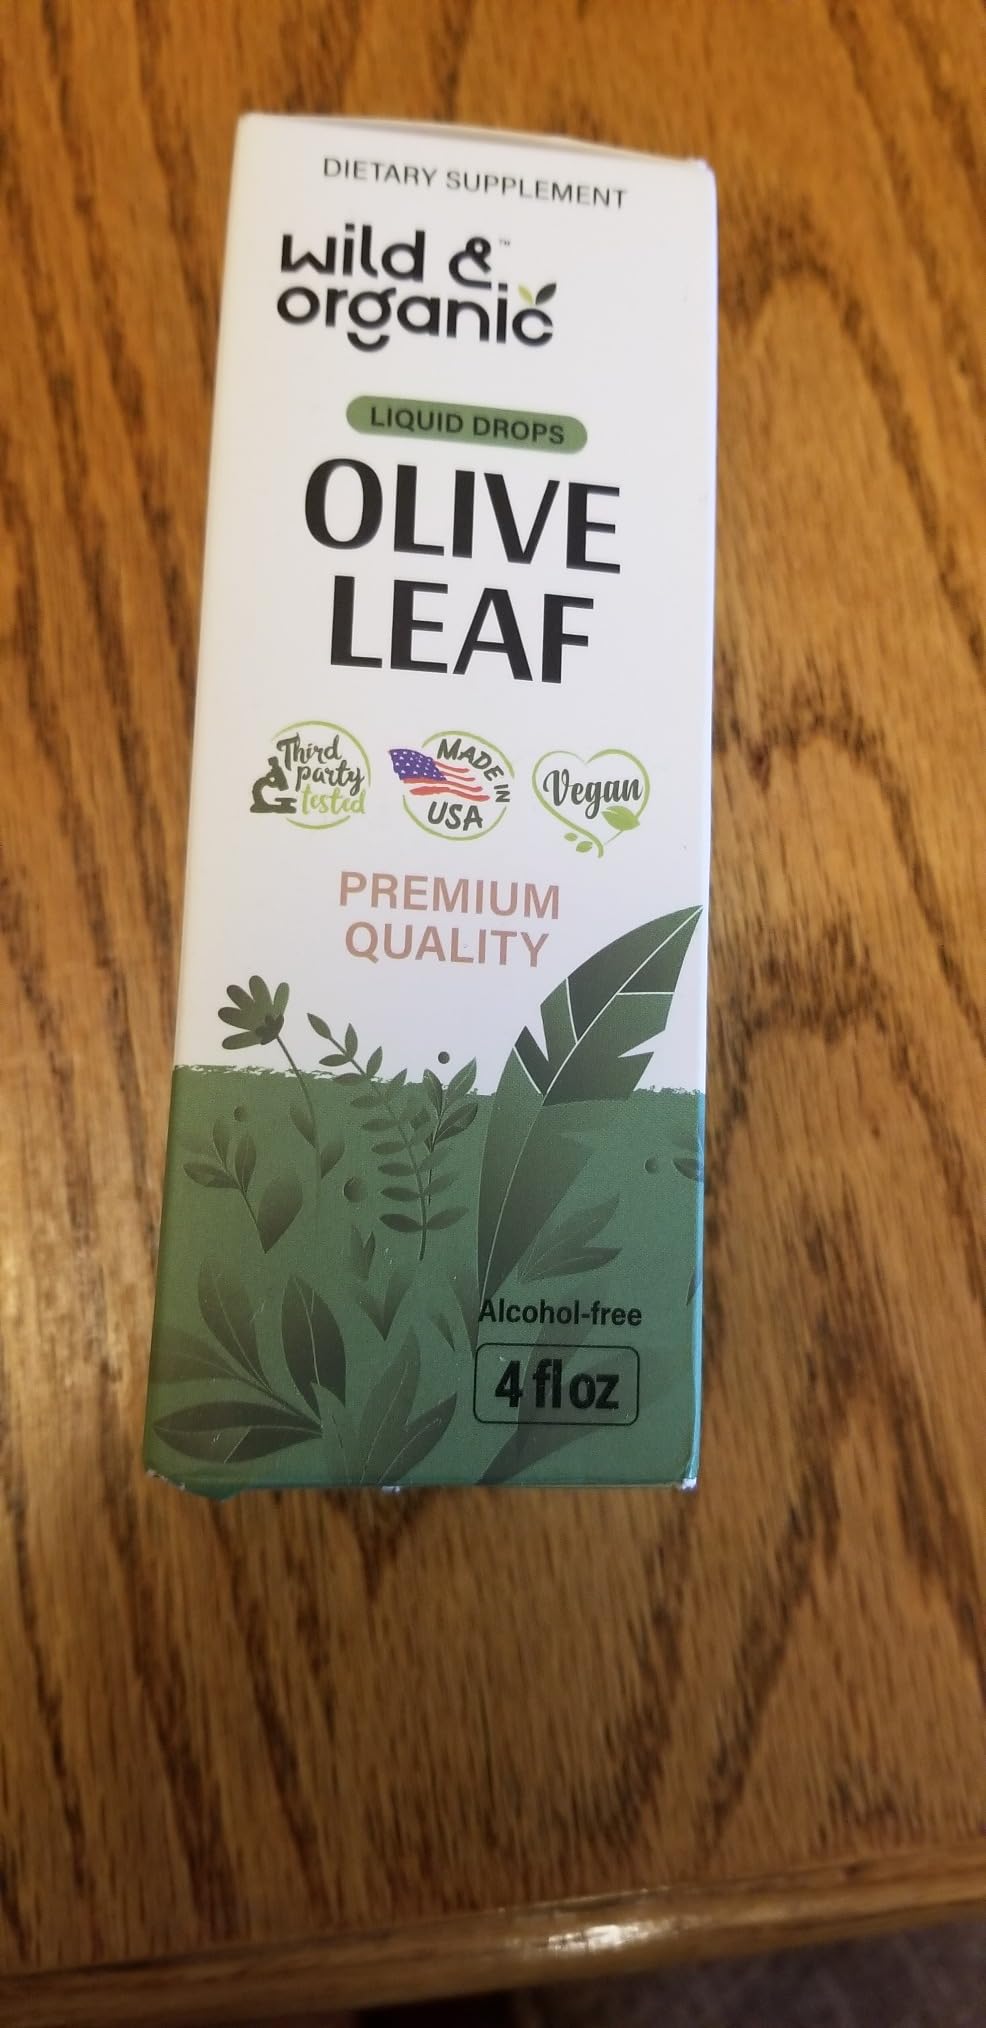 DIETARY SUPPLEMENT
wild &™
organic
LIQUID DROPS
OLIVE
LEAF
Third
party
tested
MADE IN
USA
Vegan
PREMIUM
QUALITY
Alcohol-free
4 fl oz